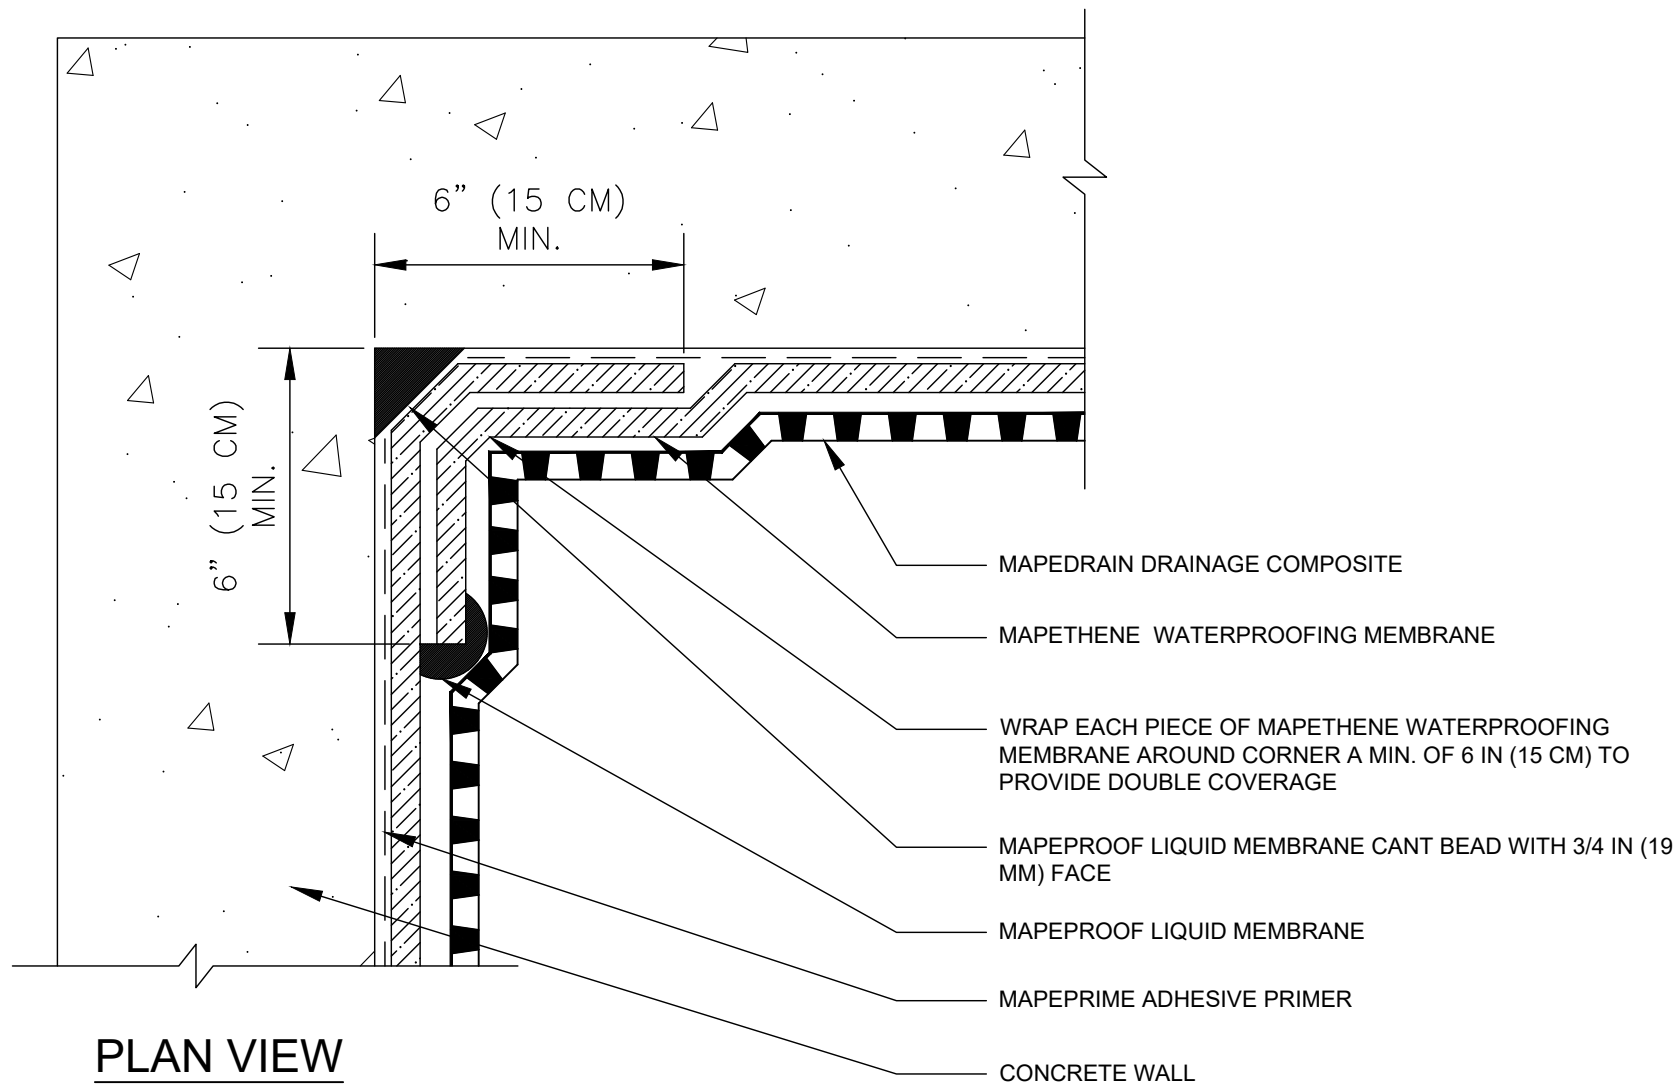 6” (15 CM)
MIN.
6” (15 CM)
MIN.
MAPEDRAIN DRAINAGE COMPOSITE
MAPETHENE WATERPROOFING MEMBRANE
WRAP EACH PIECE OF MAPETHENE WATERPROOFING
MEMBRANE AROUND CORNER A MIN. OF 6 IN (15 CM) TO
PROVIDE DOUBLE COVERAGE
MAPEPROOF LIQUID MEMBRANE CANT BEAD WITH 3/4 IN (19
MM) FACE
MAPEPROOF LIQUID MEMBRANE
MAPEPRIME ADHESIVE PRIMER
CONCRETE WALL
PLAN VIEW